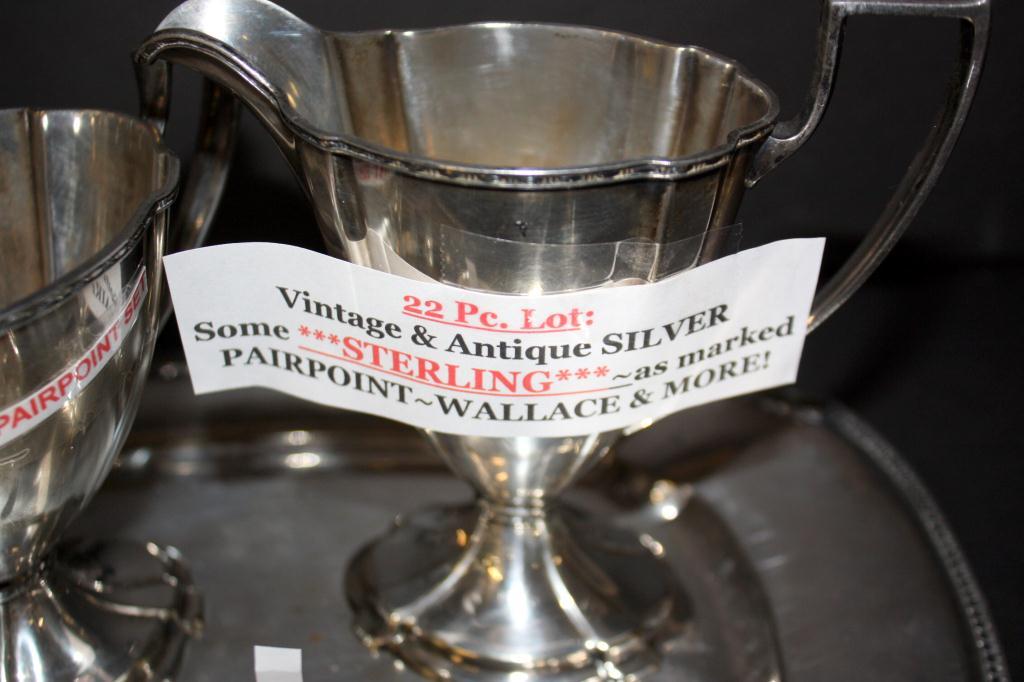 22 Pc. Lot:
Vintage & Antique SILVER
Some ***STERLING***~as marked
PAIRPOINT~WALLACE & MORE!
PAIRPOINT SET